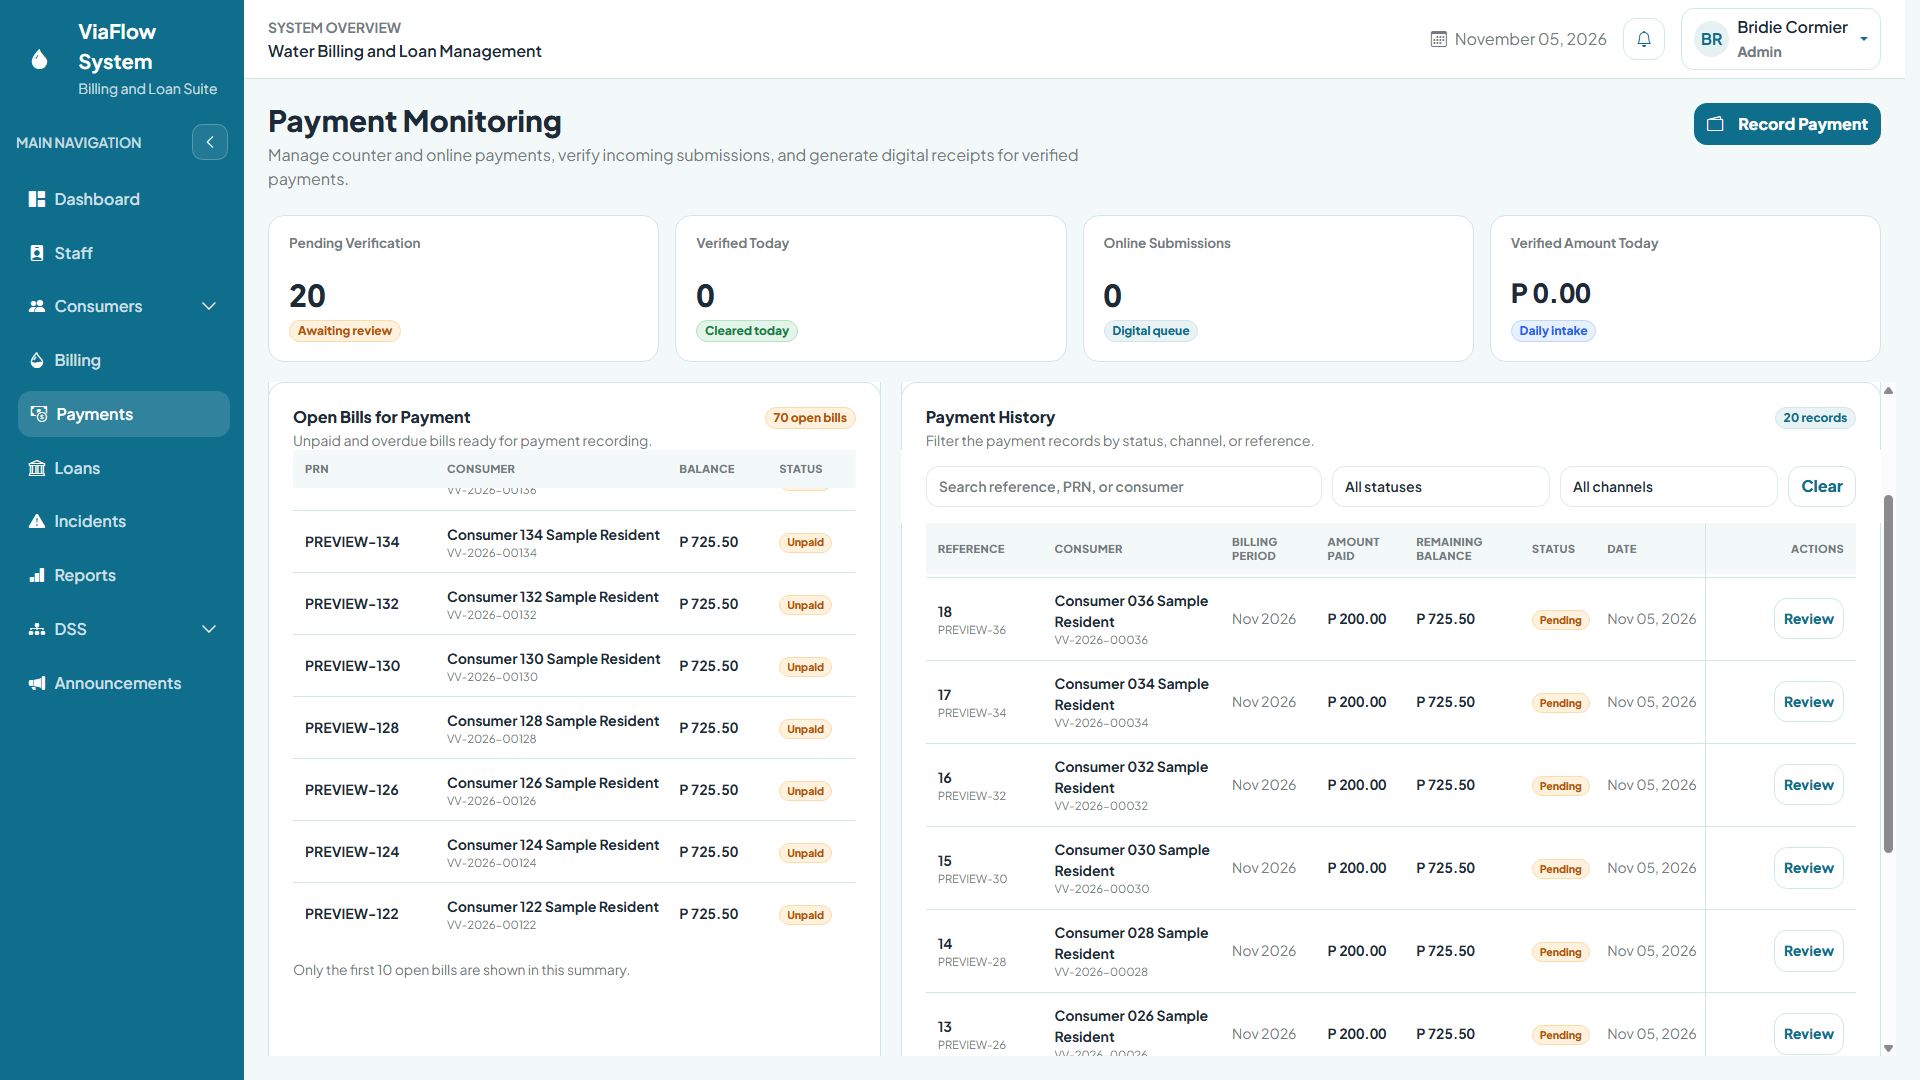 ViaFlow
System
Billing and Loan Suite
MAIN NAVIGATION
Dashboard
Staff
Consumers
Billing
Payments
Loans
Incidents
Reports
DSS
Announcements
SYSTEM OVERVIEW
Water Billing and Loan Management
November 05, 2026
BR
Bridie Cormier
Admin
Payment Monitoring
Manage counter and online payments, verify incoming submissions, and generate digital receipts for verified
payments.
Record Payment
Pending Verification
20
Awaiting review
Verified Today
0
Cleared today
Online Submissions
0
Digital queue
Verified Amount Today
P 0.00
Daily intake
Open Bills for Payment
70 open bills
Unpaid and overdue bills ready for payment recording.
PRN CONSUMER BALANCE STATUS
VV-2026-00136
PREVIEW-134 Consumer 134 Sample Resident P 725.50 Unpaid
VV-2026-00134
PREVIEW-132 Consumer 132 Sample Resident P 725.50 Unpaid
VV-2026-00132
PREVIEW-130 Consumer 130 Sample Resident P 725.50 Unpaid
VV-2026-00130
PREVIEW-128 Consumer 128 Sample Resident P 725.50 Unpaid
VV-2026-00128
PREVIEW-126 Consumer 126 Sample Resident P 725.50 Unpaid
VV-2026-00126
PREVIEW-124 Consumer 124 Sample Resident P 725.50 Unpaid
VV-2026-00124
PREVIEW-122 Consumer 122 Sample Resident P 725.50 Unpaid
VV-2026-00122
Only the first 10 open bills are shown in this summary.
Payment History
20 records
Filter the payment records by status, channel, or reference.
Search reference, PRN, or consumer
All statuses
All channels
Clear
REFERENCE CONSUMER BILLING PERIOD AMOUNT PAID REMAINING BALANCE STATUS DATE ACTIONS
18 Consumer 036 Sample Resident Nov 2026 P 200.00 P 725.50 Pending Nov 05, 2026 Review
PREVIEW-36 VV-2026-00036
17 Consumer 034 Sample Resident Nov 2026 P 200.00 P 725.50 Pending Nov 05, 2026 Review
PREVIEW-34 VV-2026-00034
16 Consumer 032 Sample Resident Nov 2026 P 200.00 P 725.50 Pending Nov 05, 2026 Review
PREVIEW-32 VV-2026-00032
15 Consumer 030 Sample Resident Nov 2026 P 200.00 P 725.50 Pending Nov 05, 2026 Review
PREVIEW-30 VV-2026-00030
14 Consumer 028 Sample Resident Nov 2026 P 200.00 P 725.50 Pending Nov 05, 2026 Review
PREVIEW-28 VV-2026-00028
13 Consumer 026 Sample Resident Nov 2026 P 200.00 P 725.50 Pending Nov 05, 2026 Review
PREVIEW-26 VV-2026-00026